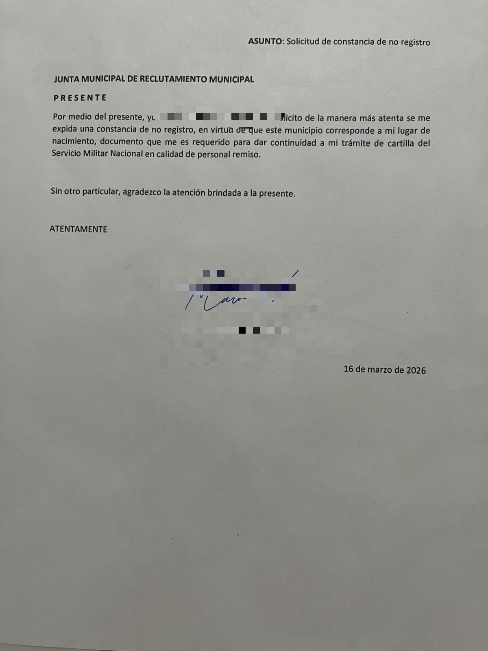 ASUNTO: Solicitud de constancia de no registro
JUNTA MUNICIPAL DE RECLUTAMIENTO MUNICIPAL
PRESENTE
Por medio del presente, licito de la manera más atenta se me
expida una constancia de no registro, en virtud de que este municipio corresponde a mi lugar de
nacimiento, documento que me es requerido para dar continuidad a mi trámite de cartilla del
Servicio Militar Nacional en calidad de personal remiso.
Sin otro particular, agradezco la atención brindada a la presente.
ATENTAMENTE
16 de marzo de 2026